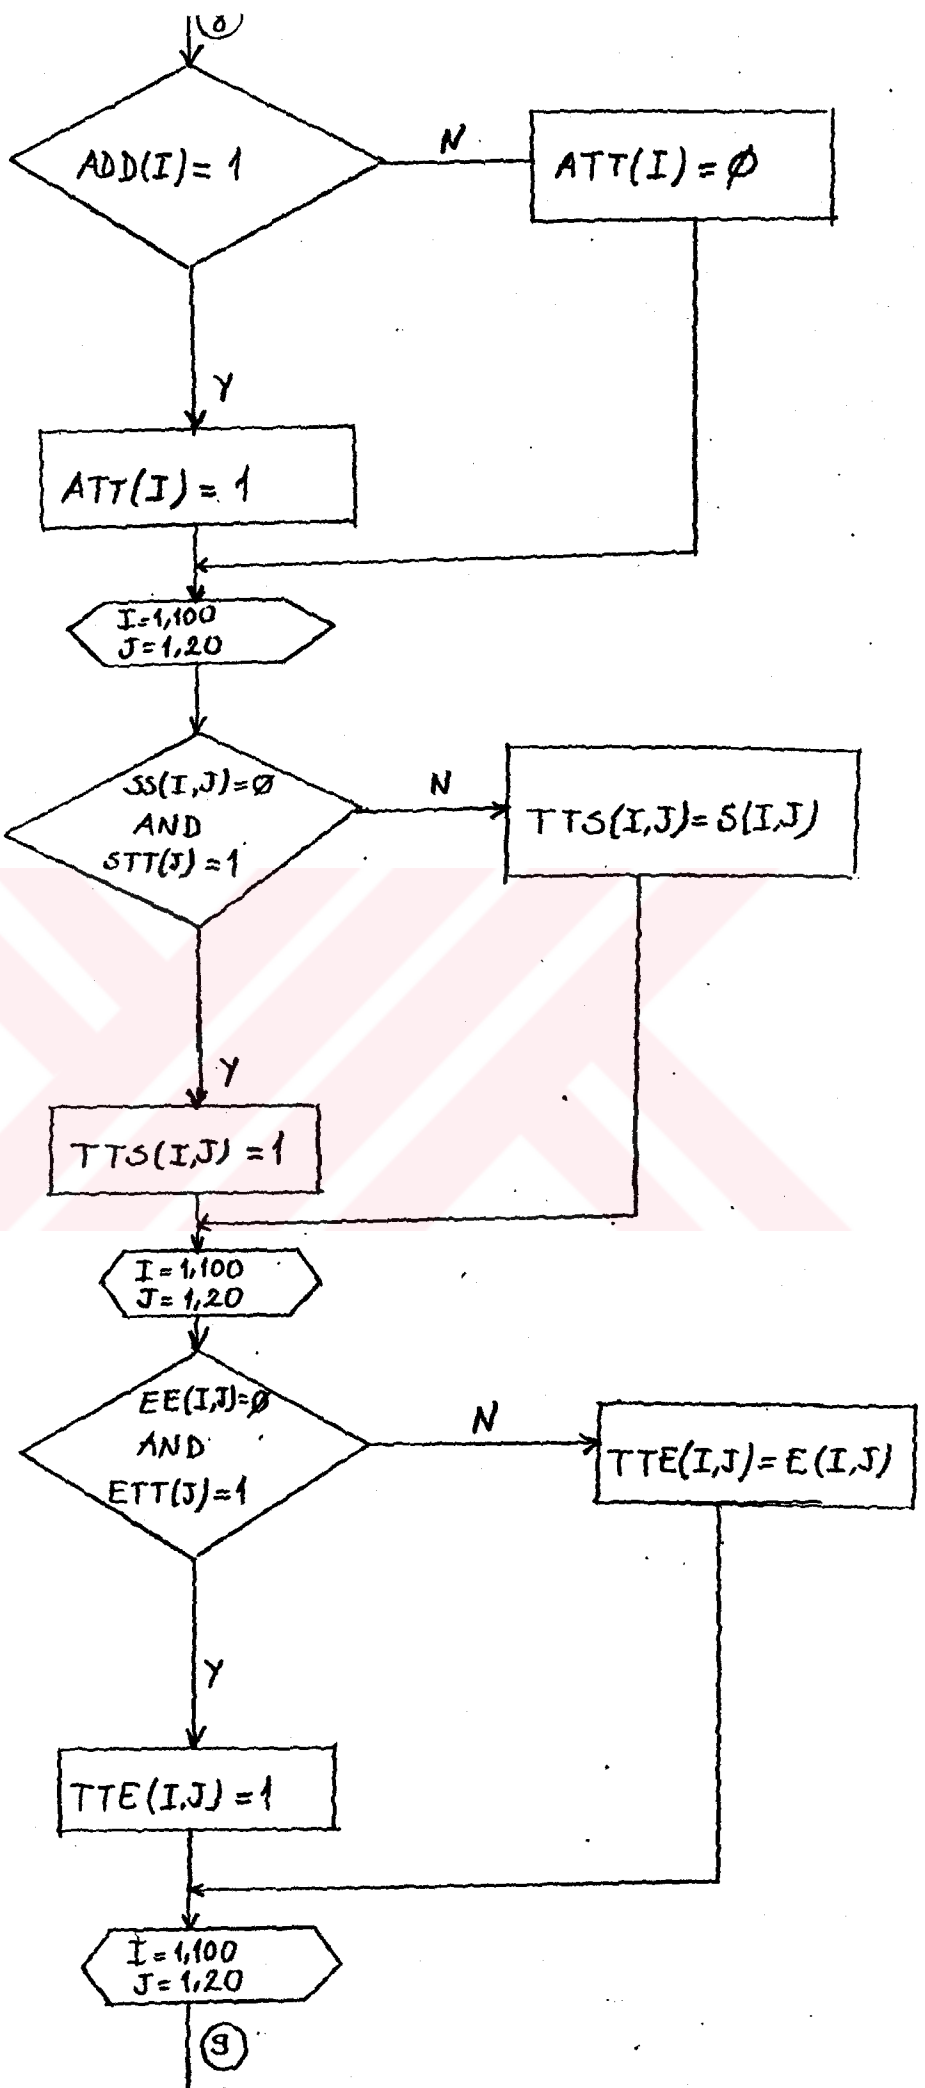 8
ADD(I)=1
N
ATT(I)=Ø
Y
ATT(I)=1
I=1,100
J=1,20
SS(I,J)=Ø
AND
STT(J)=1
N
TTS(I,J)=S(I,J)
Y
TTS(I,J)=1
I=1,100
J=1,20
EE(I,J)=Ø
AND
ETT(J)=1
N
TTE(I,J)=E(I,J)
Y
TTE(I,J)=1
I=1,100
J=1,20
9